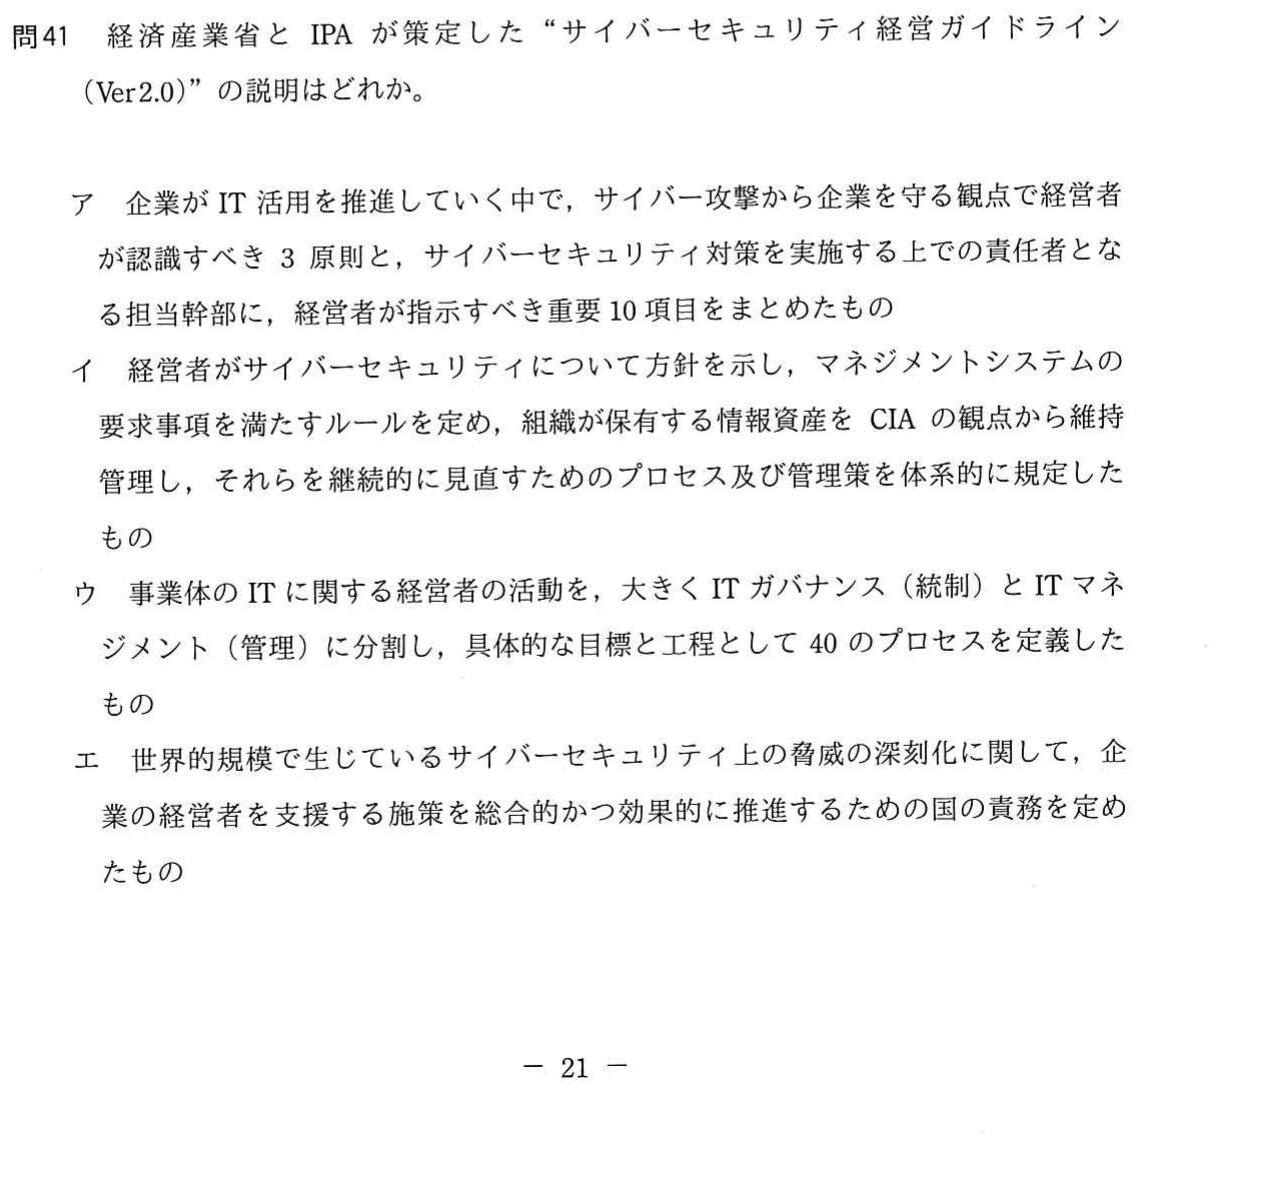 問41 経済産業省と IPA が策定した“サイバーセキュリティ経営ガイドライン
（Ver2.0）”の説明はどれか。
ア 企業が IT 活用を推進していく中で，サイバー攻撃から企業を守る観点で経営者
が認識すべき 3 原則と，サイバーセキュリティ対策を実施する上での責任者とな
る担当幹部に，経営者が指示すべき重要 10 項目をまとめたもの
イ 経営者がサイバーセキュリティについて方針を示し，マネジメントシステムの
要求事項を満たすルールを定め，組織が保有する情報資産を CIA の観点から維持
管理し，それらを継続的に見直すためのプロセス及び管理策を体系的に規定した
もの
ウ 事業体の IT に関する経営者の活動を，大きく IT ガバナンス（統制）と IT マネ
ジメント（管理）に分割し，具体的な目標と工程として 40 のプロセスを定義した
もの
エ 世界的規模で生じているサイバーセキュリティ上の脅威の深刻化に関して，企
業の経営者を支援する施策を総合的かつ効果的に推進するための国の責務を定め
たもの
－ 21 －